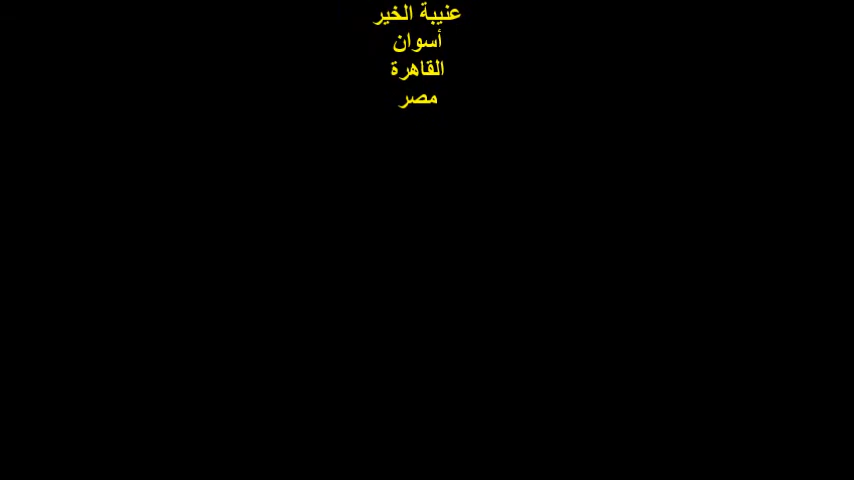 عنيبة الخير
أسوان
القاهرة
مصر